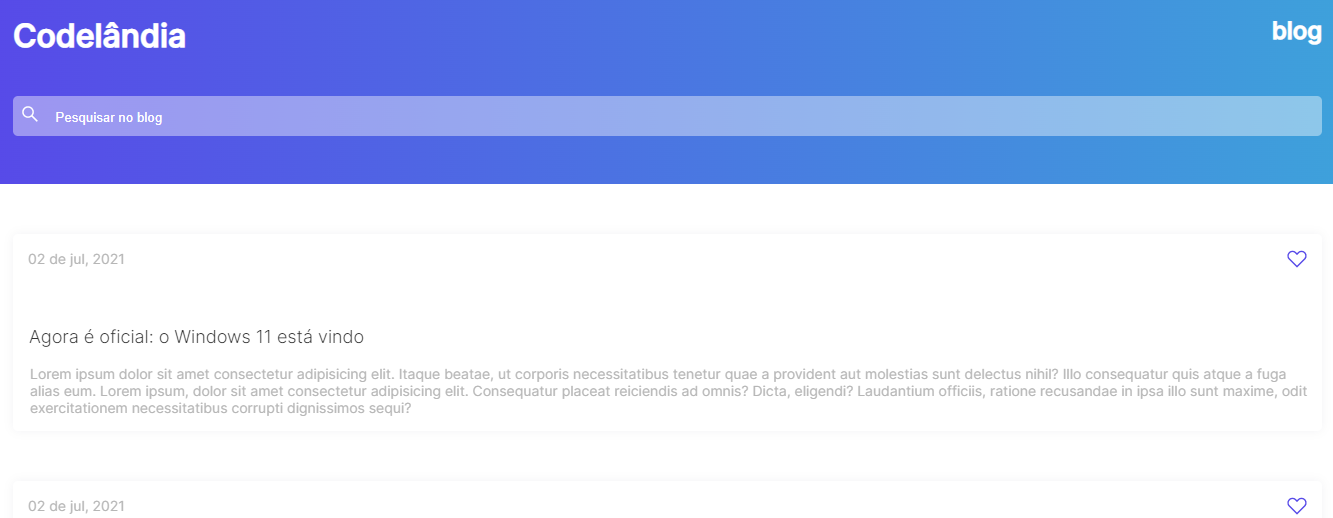 Codelândia
blog
Pesquisar no blog
02 de jul, 2021
Agora é oficial: o Windows 11 está vindo
Lorem ipsum dolor sit amet consectetur adipisicing elit. Itaque beatae, ut corporis necessitatibus tenetur quae a provident aut molestias sunt delectus nihil? Illo consequatur quis atque a fuga
alias eum. Lorem ipsum, dolor sit amet consectetur adipisicing elit. Consequatur placeat reiciendis ad omnis? Dicta, eligendi? Laudantium officiis, ratione recusandae in ipsa illo sunt maxime, odit
exercitationem necessitatibus corrupti dignissimos sequi?
02 de jul, 2021